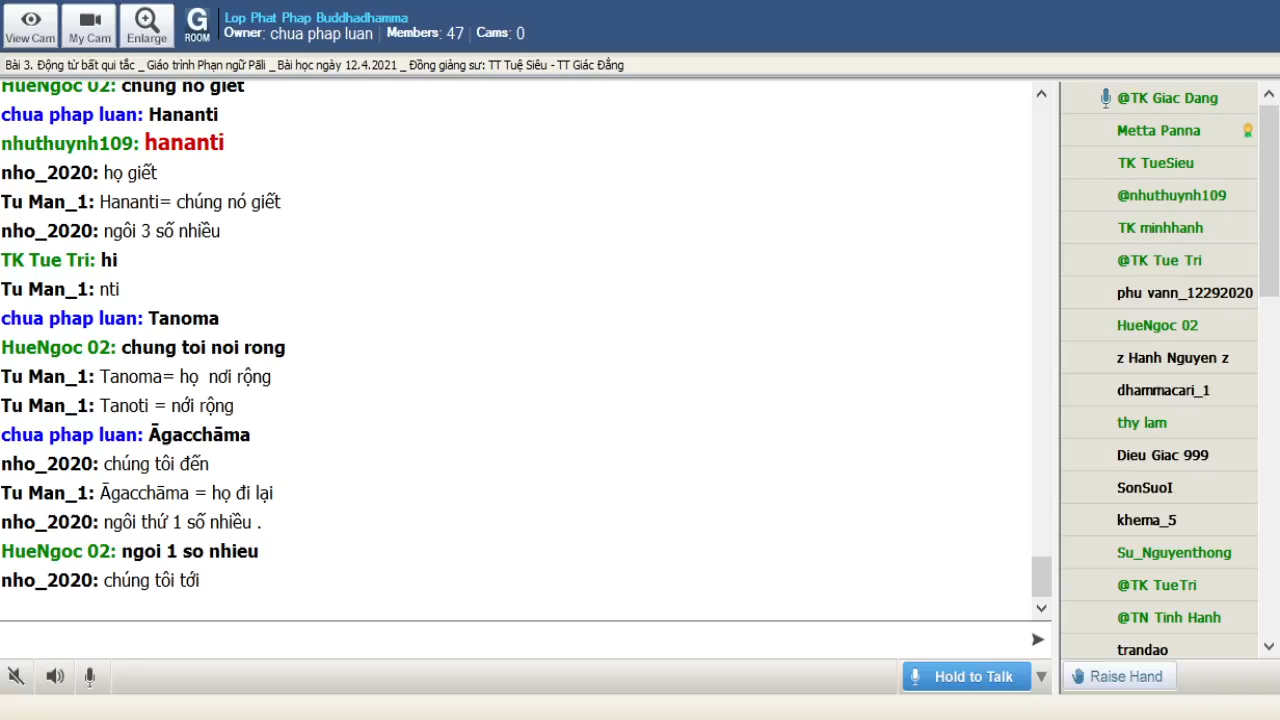 View Cam
My Cam
Enlarge
G
ROOM
Lop Phat Phap Buddhadhamma
Owner: chua phap luan | Members: 47 | Cams: 0
Bài 3. Động từ bất qui tắc _ Giáo trình Phạn ngữ Pāli _ Bài học ngày 12.4.2021 _ Đồng giảng sư: TT Tuệ Siêu - TT Giác Đẳng
HueNgoc 02: chung no giet
chua phap luan: Hananti
nhuthuynh109: hananti
nho_2020: họ giết
Tu Man_1: Hananti= chúng nó giết
nho_2020: ngôi 3 số nhiều
TK Tue Tri: hi
Tu Man_1: nti
chua phap luan: Tanoma
HueNgoc 02: chung toi noi rong
Tu Man_1: Tanoma= họ nơi rộng
Tu Man_1: Tanoti = nới rộng
chua phap luan: Āgacchāma
nho_2020: chúng tôi đến
Tu Man_1: Āgacchāma = họ đi lại
nho_2020: ngôi thứ 1 số nhiều .
HueNgoc 02: ngoi 1 so nhieu
nho_2020: chúng tôi tới
@TK Giac Dang
Metta Panna
TK TueSieu
@nhuthuynh109
TK minhhanh
@TK Tue Tri
phu vann_12292020
HueNgoc 02
z Hanh Nguyen z
dhammacari_1
thy lam
Dieu Giac 999
SonSuoI
khema_5
Su_Nguyenthong
@TK TueTri
@TN Tinh Hanh
trandao
Hold to Talk
Raise Hand